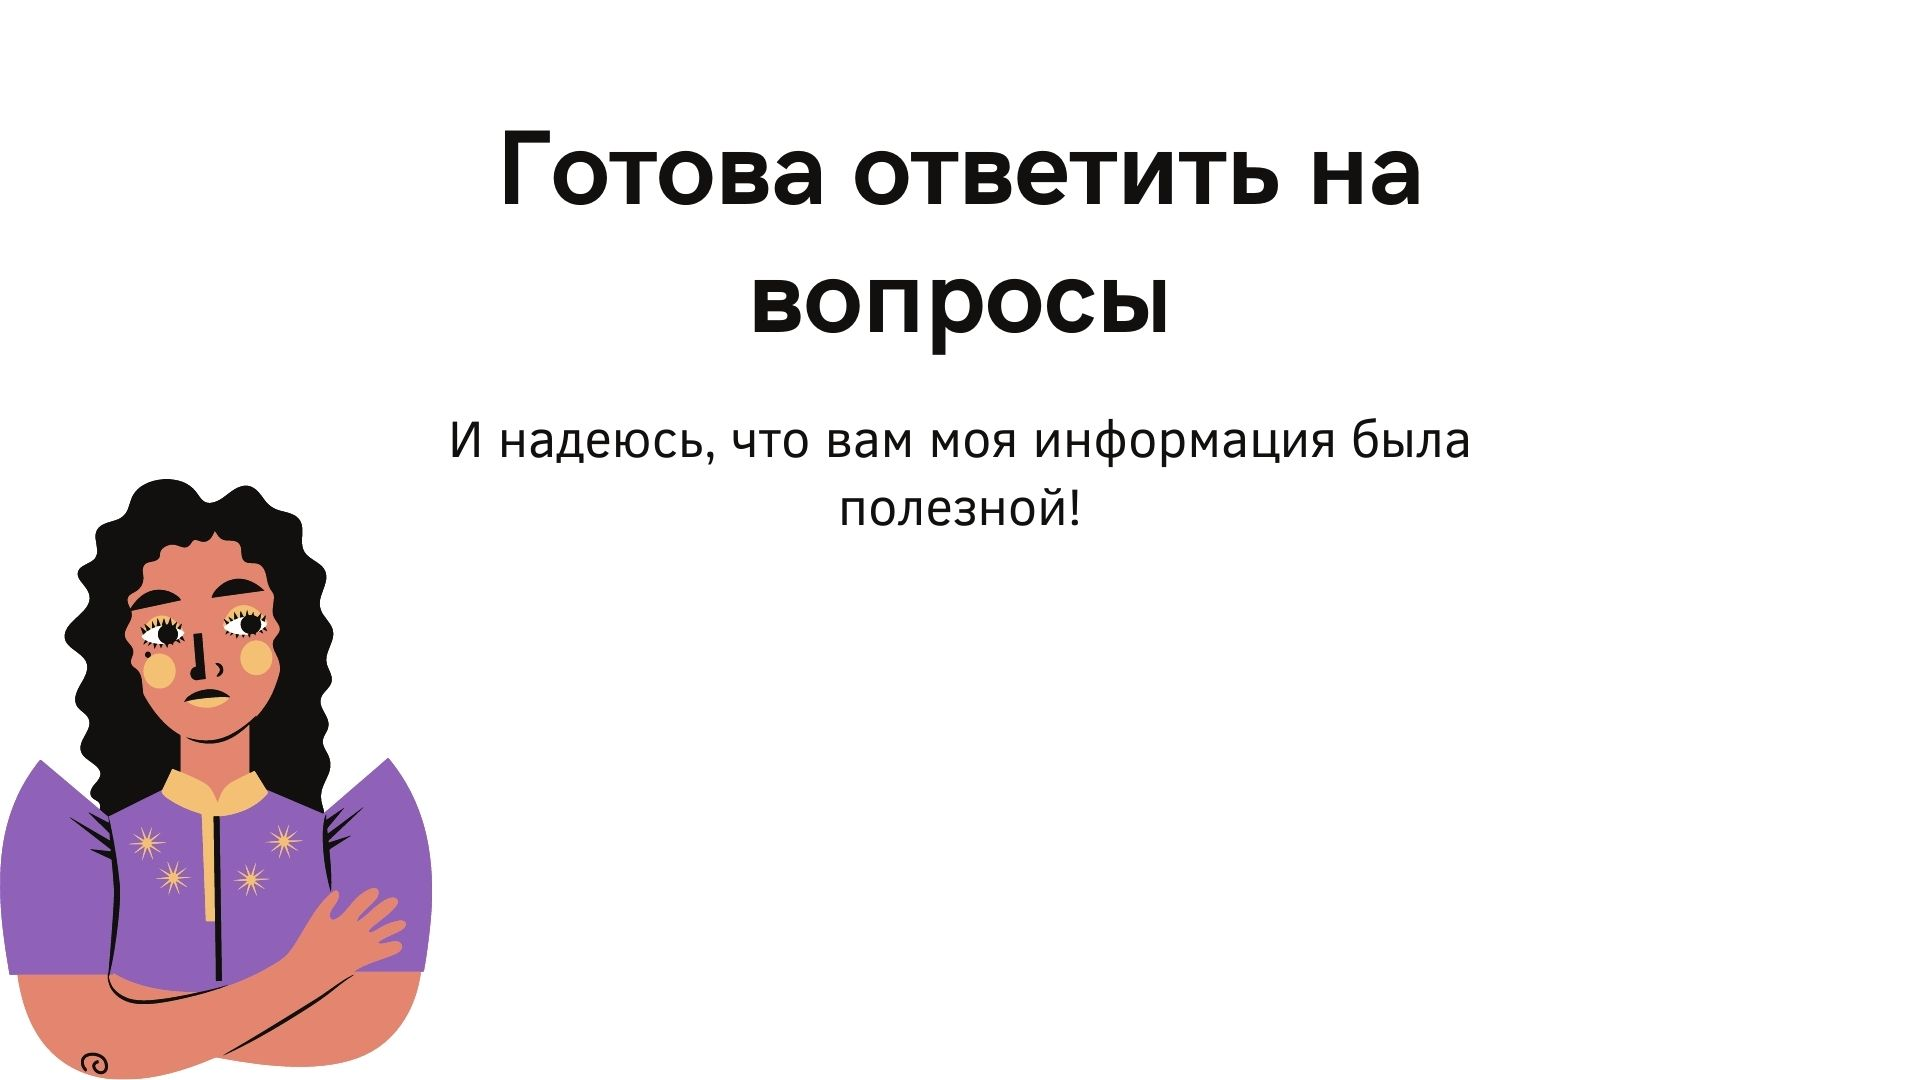 Готова ответить на
вопросы
И надеюсь, что вам моя информация была
полезной!